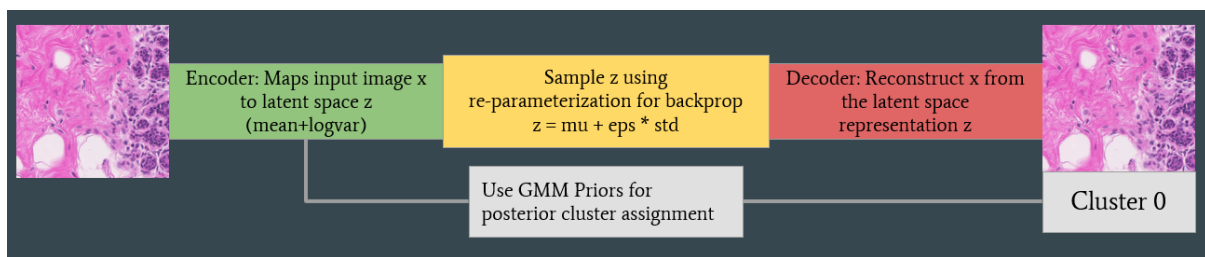 Encoder: Maps input image x
to latent space z
(mean+logvar)
Sample z using
re-parameterization for backprop
z = mu + eps * std
Decoder: Reconstruct x from
the latent space
representation z
Use GMM Priors for
posterior cluster assignment
Cluster 0